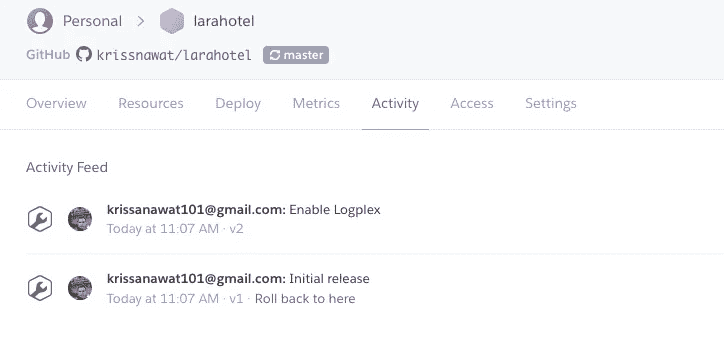 Personal > larahotel
GitHub krissnawat/larahotel master
Overview Resources Deploy Metrics Activity Access Settings
Activity Feed
krissanawat101@gmail.com: Enable Logplex
Today at 11:07 AM · v2
krissanawat101@gmail.com: Initial release
Today at 11:07 AM · v1 · Roll back to here